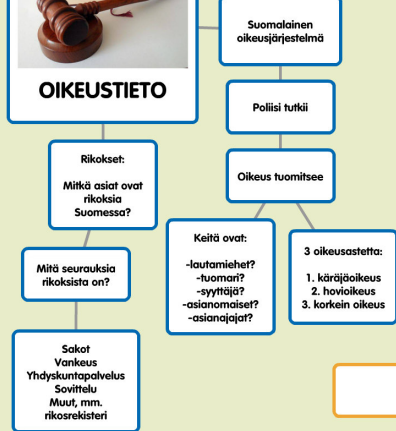 OIKEUSTIETO
Suomalainen
oikeusjärjestelmä
Poliisi tutkii
Oikeus tuomitsee
Keitä ovat:
-lautamiehet?
-tuomari?
-syyttäjä?
-asianomaiset?
-asianajajat?
3 oikeusastetta:
1. käräjäoikeus
2. hovioikeus
3. korkein oikeus
Rikokset:
Mitkä asiat ovat
rikoksia
Suomessa?
Mitä seurauksia
rikoksista on?
Sakot
Vankeus
Yhdyskuntapalvelus
Sovittelu
Muut, mm.
rikosrekisteri